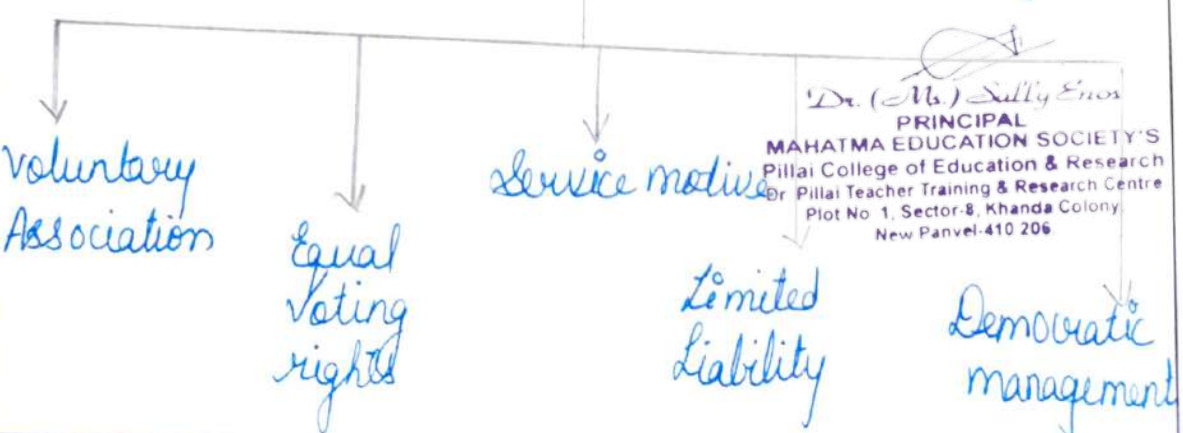 Voluntary
Association
Equal
Voting
rights
Service motive
Limited
Liability
Democratic
management
Dr. (Ms.) Sally Enos
PRINCIPAL
MAHATMA EDUCATION SOCIETY'S
Pillai College of Education & Research
Dr Pillai Teacher Training & Research Centre
Plot No 1, Sector-8, Khanda Colony
New Panvel-410 206